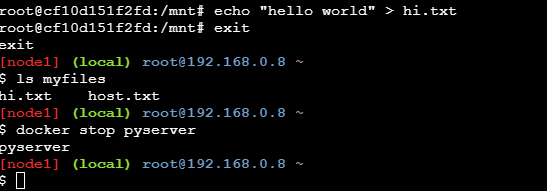 root@cf10d151f2fd:/mnt# echo "hello world" > hi.txt
root@cf10d151f2fd:/mnt# exit
exit
[node1] (local) root@192.168.0.8 ~
$ ls myfiles
hi.txt    host.txt
[node1] (local) root@192.168.0.8 ~
$ docker stop pyserver
pyserver
[node1] (local) root@192.168.0.8 ~
$